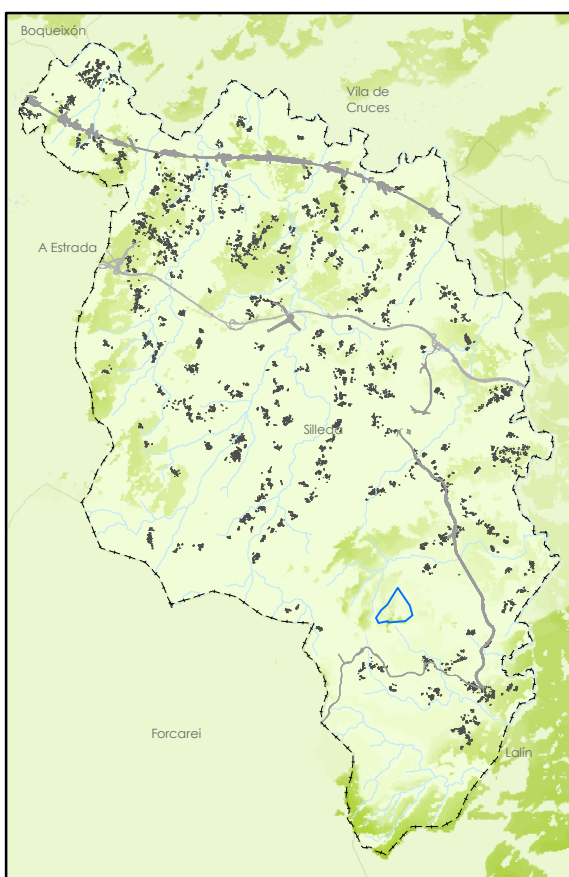 Boqueixón
Vila de
Cruces
A Estrada
Silleda
Forcarei
Lalín